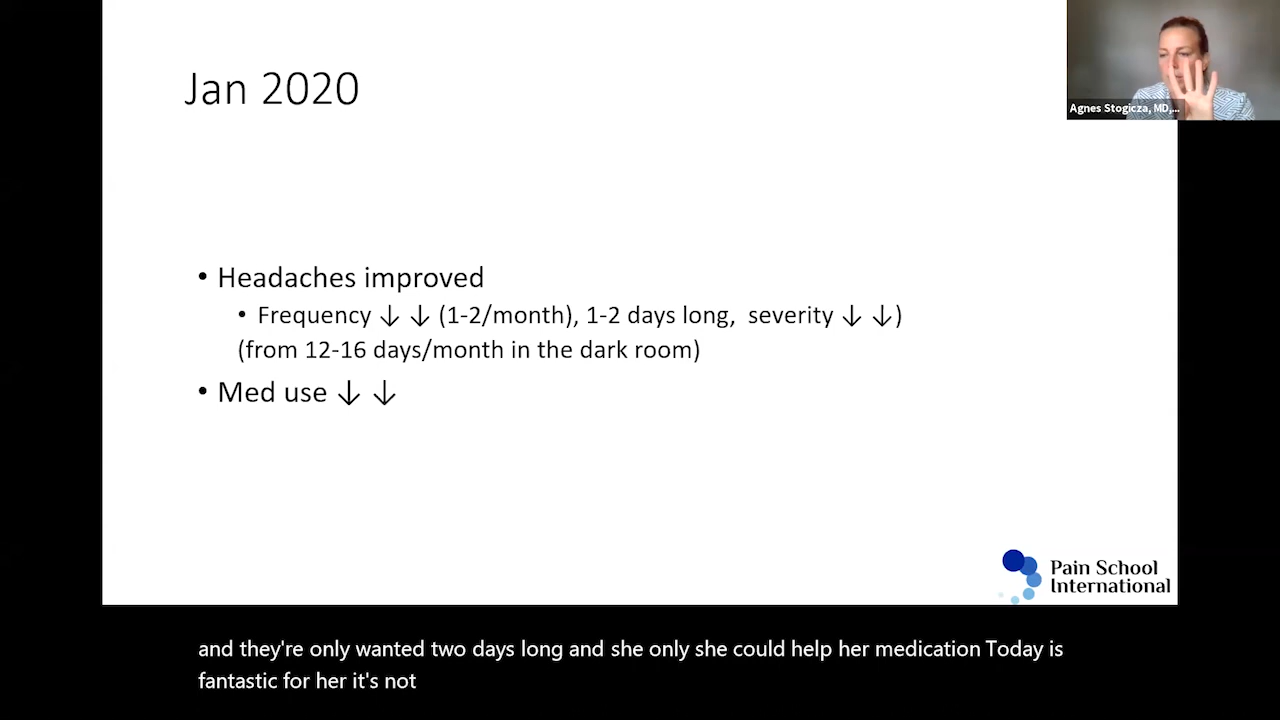 Jan 2020
Agnes Stogicza, MD,...
• Headaches improved
• Frequency ↓ ↓ (1-2/month), 1-2 days long, severity ↓ ↓)
(from 12-16 days/month in the dark room)
• Med use ↓ ↓
Pain School
International
and they're only wanted two days long and she only she could help her medication Today is
fantastic for her it's not